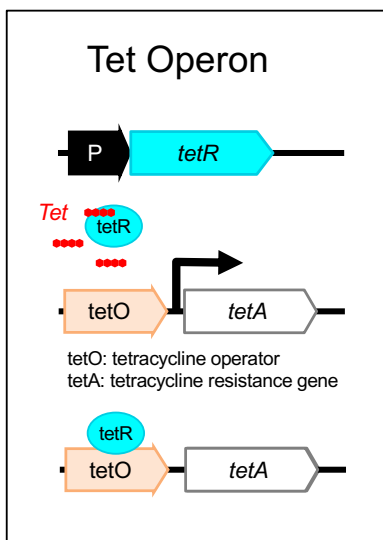 Tet Operon
P tetR
Tet
tetR
tetO tetA
tetO: tetracycline operator
tetA: tetracycline resistance gene
tetR
tetO tetA